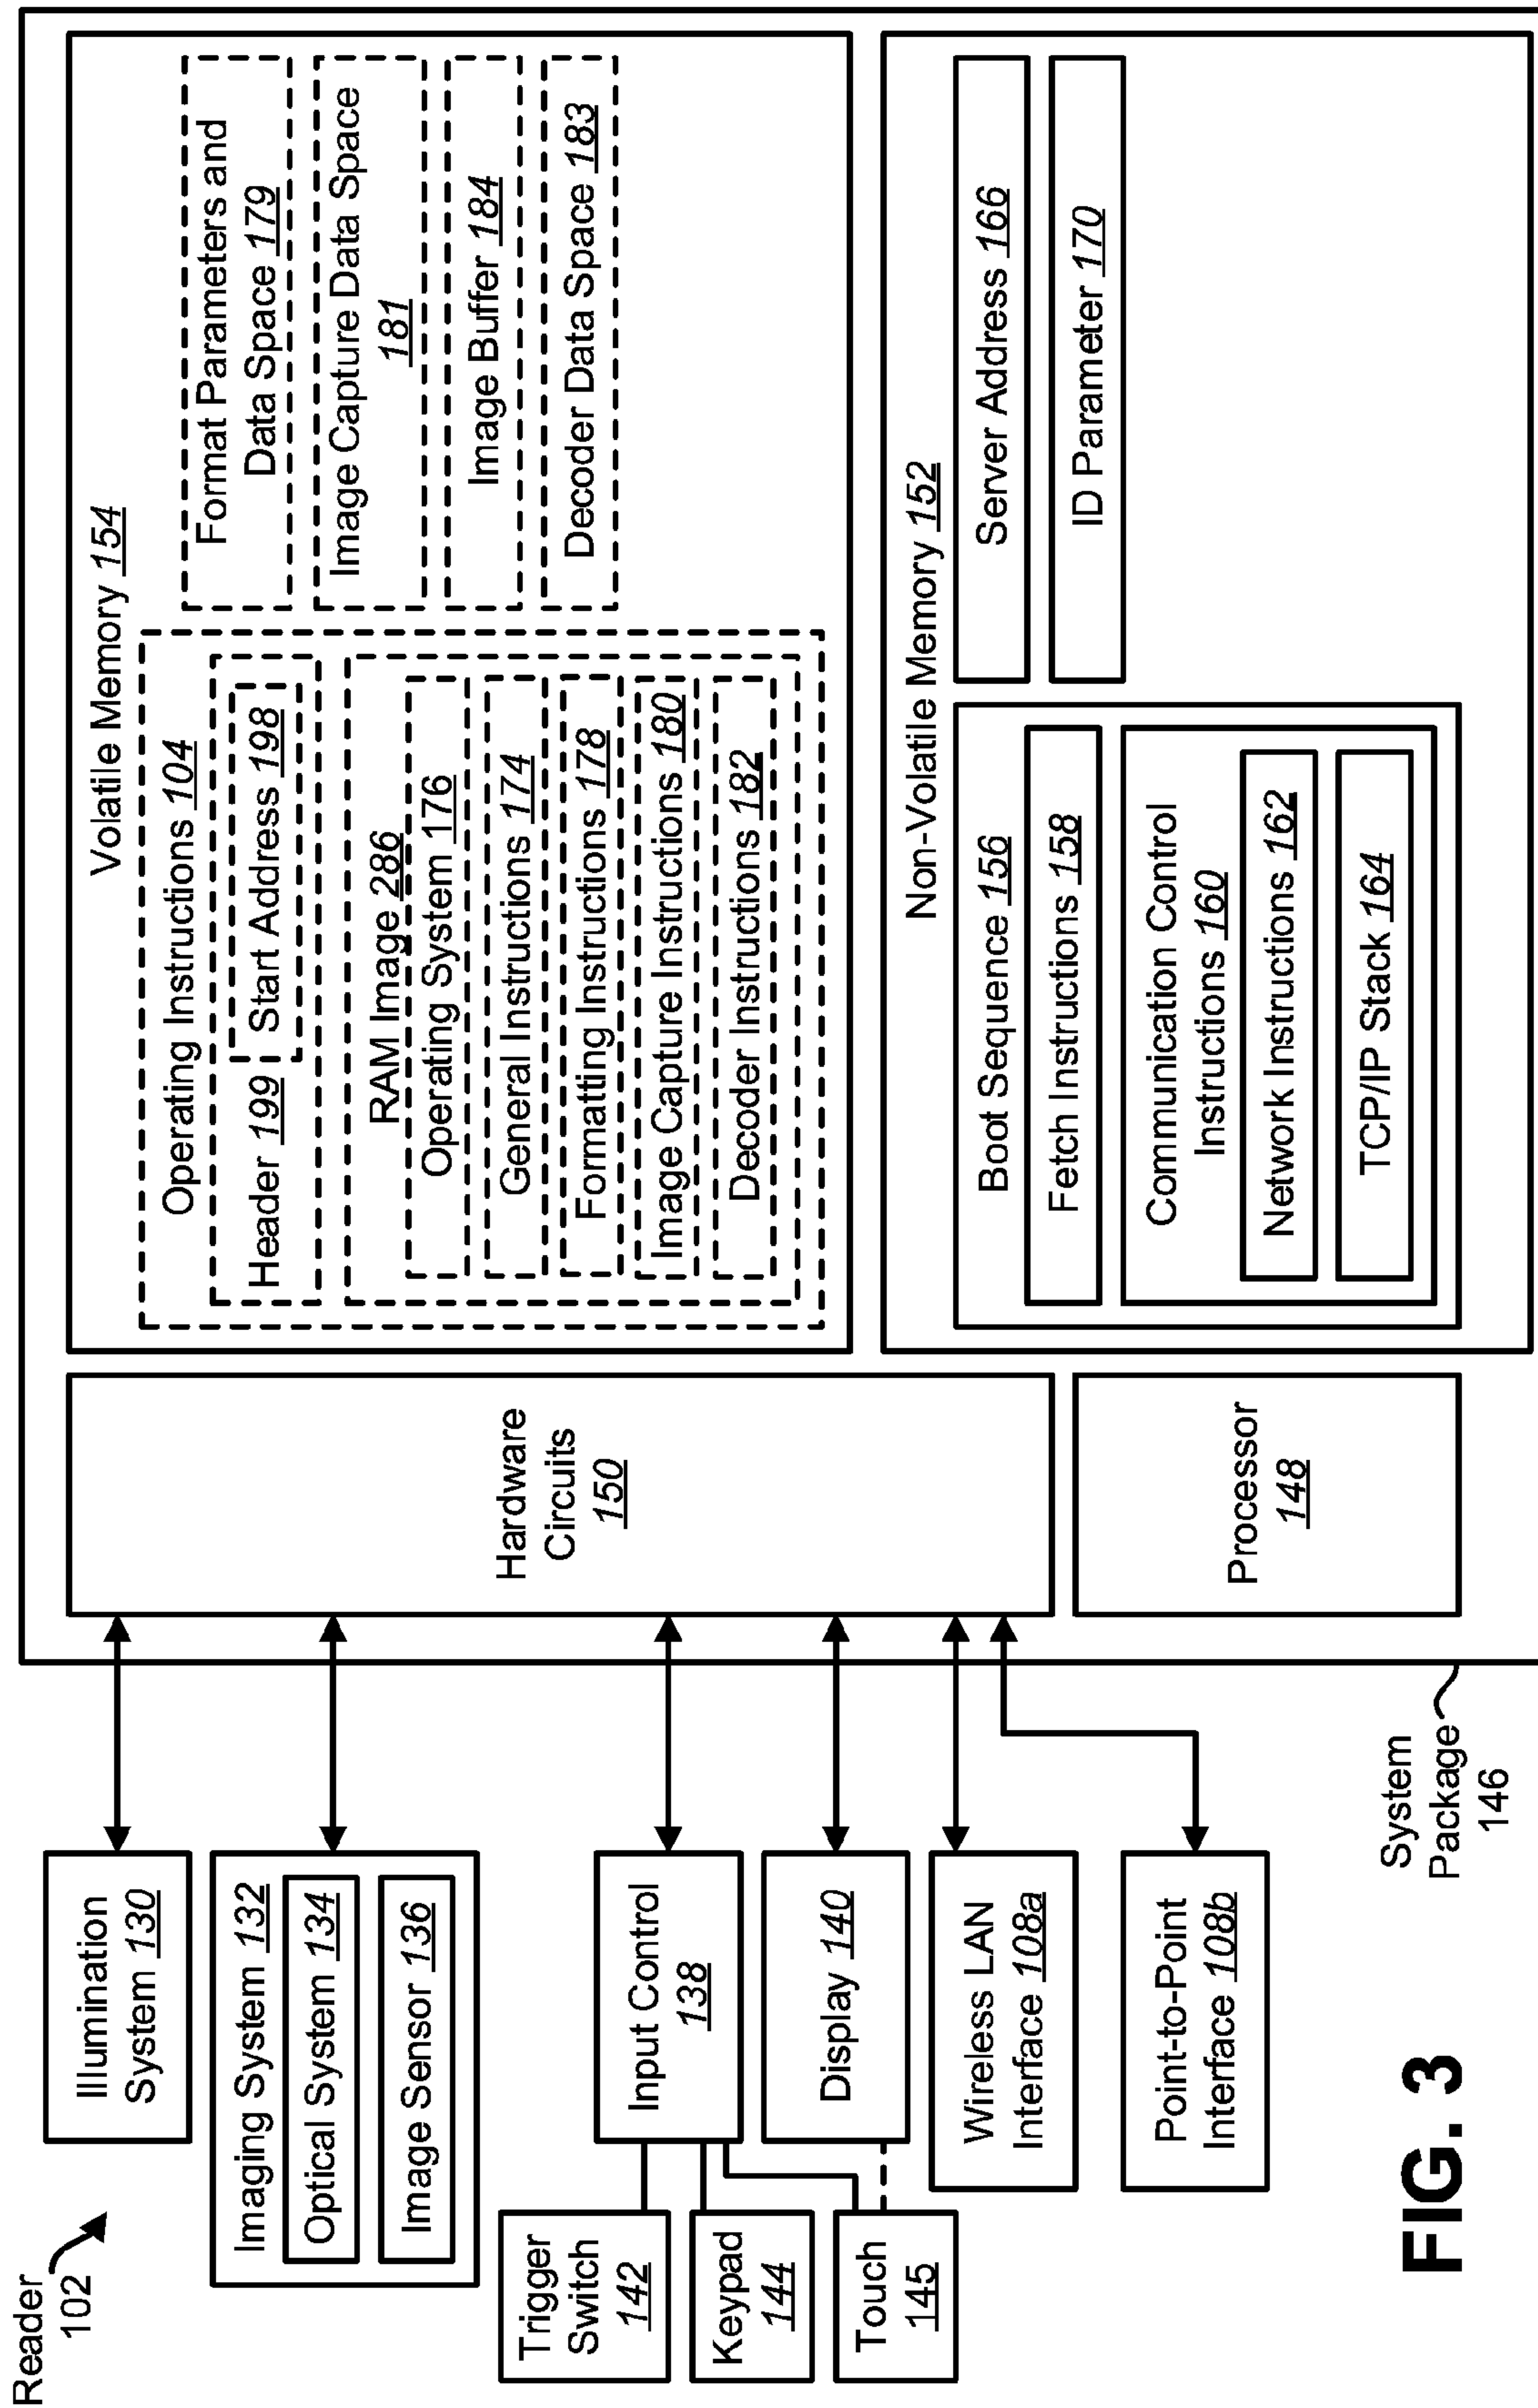 Reader
102
Illumination
System 130
Imaging System 132
Optical System 134
Image Sensor 136
Trigger
Switch
142
Keypad
144
Touch
145
Input Control
138
Display 140
Wireless LAN
Interface 108a
Point-to-Point
Interface 108b
System
Package
146
Hardware
Circuits
150
Processor
148
Volatile Memory 154
Operating Instructions 104
Header 199
Start Address 198
RAM Image 286
Operating System 176
General Instructions 174
Formatting Instructions 178
Image Capture Instructions 180
Decoder Instructions 182
Format Parameters and
Data Space 179
Image Capture Data Space
181
Image Buffer 184
Decoder Data Space 183
Non-Volatile Memory 152
Boot Sequence 156
Fetch Instructions 158
Communication Control
Instructions 160
Network Instructions 162
TCP/IP Stack 164
Server Address 166
ID Parameter 170
FIG. 3